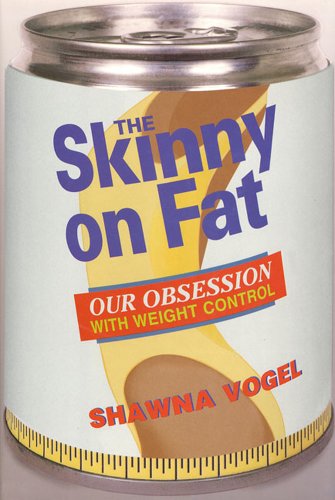 THE
Skinny
on Fat
OUR OBSESSION
WITH WEIGHT CONTROL
SHAWNA VOGEL